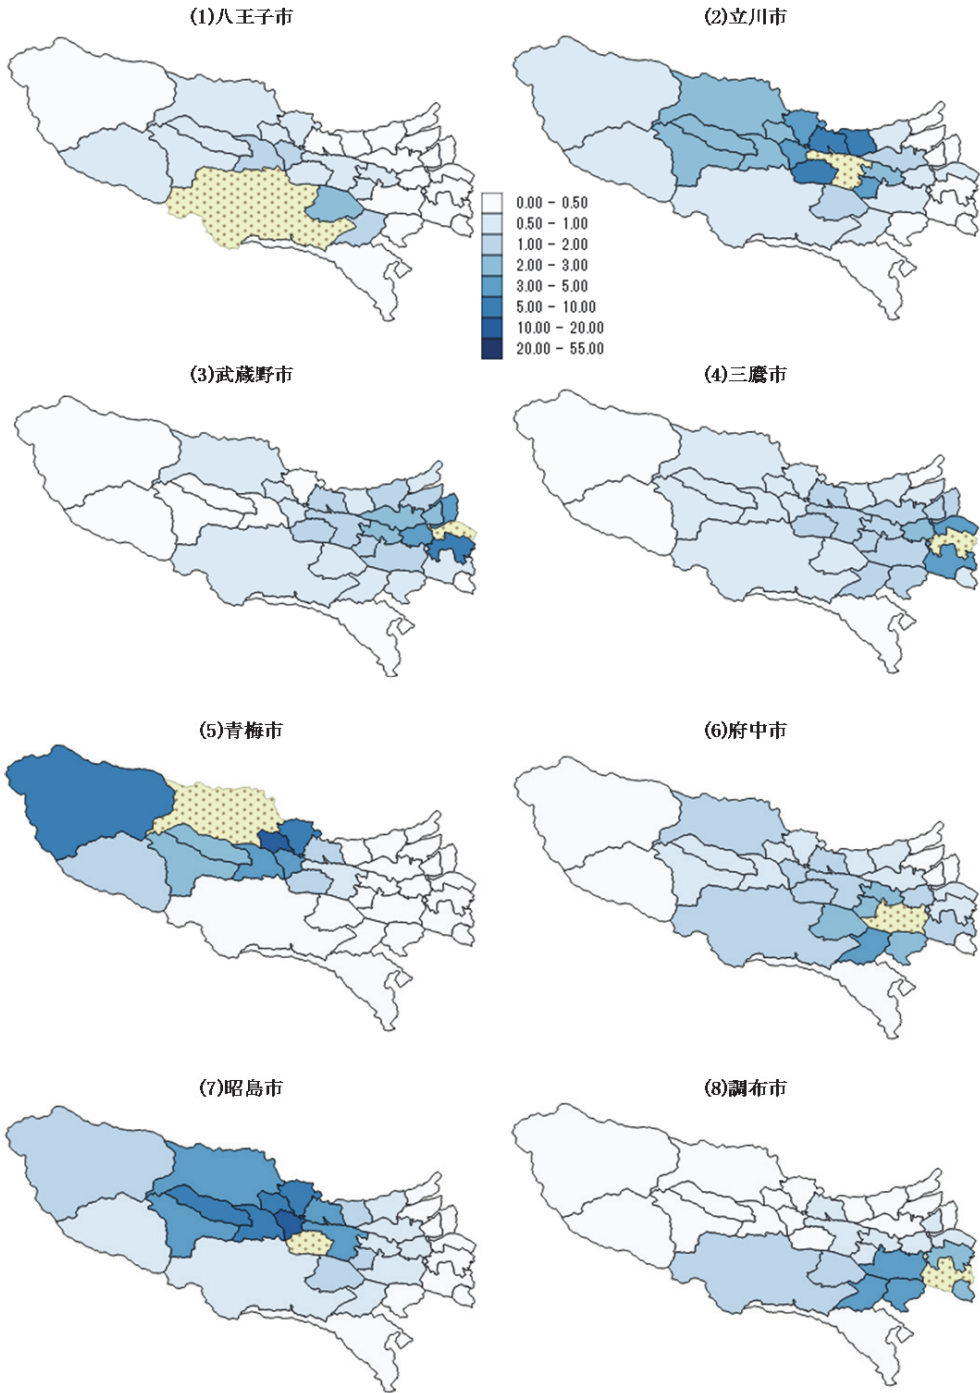 (1)八王子市
(2)立川市
0.00 - 0.50
0.50 - 1.00
1.00 - 2.00
2.00 - 3.00
3.00 - 5.00
5.00 - 10.00
10.00 - 20.00
20.00 - 55.00
(3)武蔵野市
(4)三鷹市
(5)青梅市
(6)府中市
(7)昭島市
(8)調布市